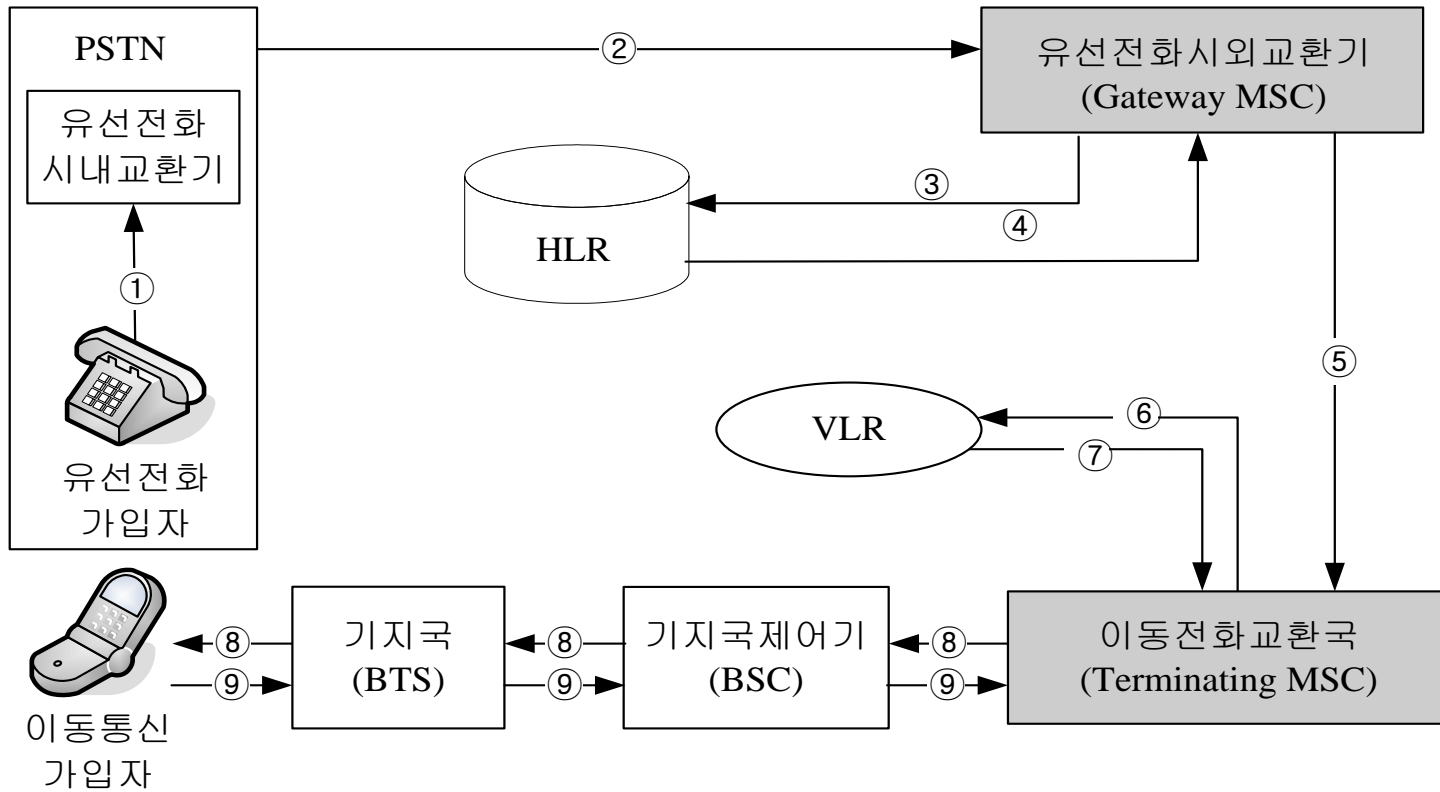 PSTN
유선전화
시내교환기
①
유선전화
가입자
②
유선전화시외교환기
(Gateway MSC)
③
④
HLR
⑤
VLR
⑥
⑦
이동통신
가입자
⑧
⑨
기지국
(BTS)
⑧
⑨
기지국제어기
(BSC)
⑧
⑨
이동전화교환국
(Terminating MSC)